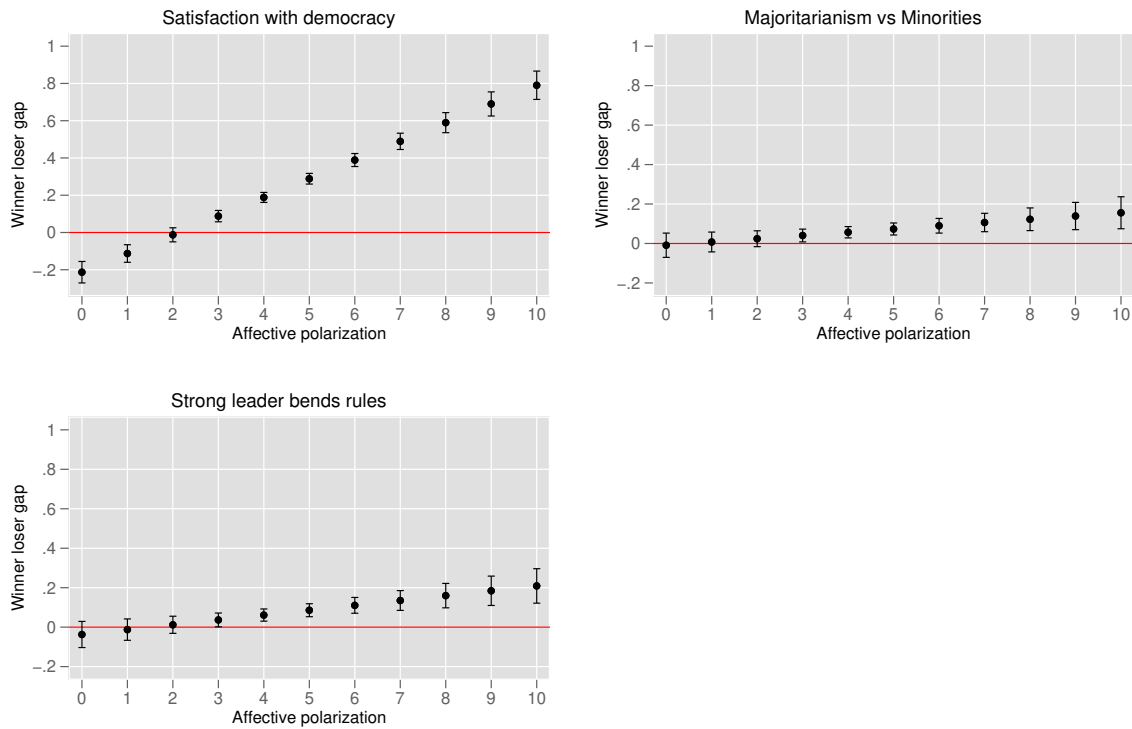 Satisfaction with democracy
Winner loser gap
1
.8
.6
.4
.2
0
−.2
0 1 2 3 4 5 6 7 8 9 10
Affective polarization
Majoritarianism vs Minorities
Winner loser gap
1
.8
.6
.4
.2
0
−.2
0 1 2 3 4 5 6 7 8 9 10
Affective polarization
Strong leader bends rules
Winner loser gap
1
.8
.6
.4
.2
0
−.2
0 1 2 3 4 5 6 7 8 9 10
Affective polarization